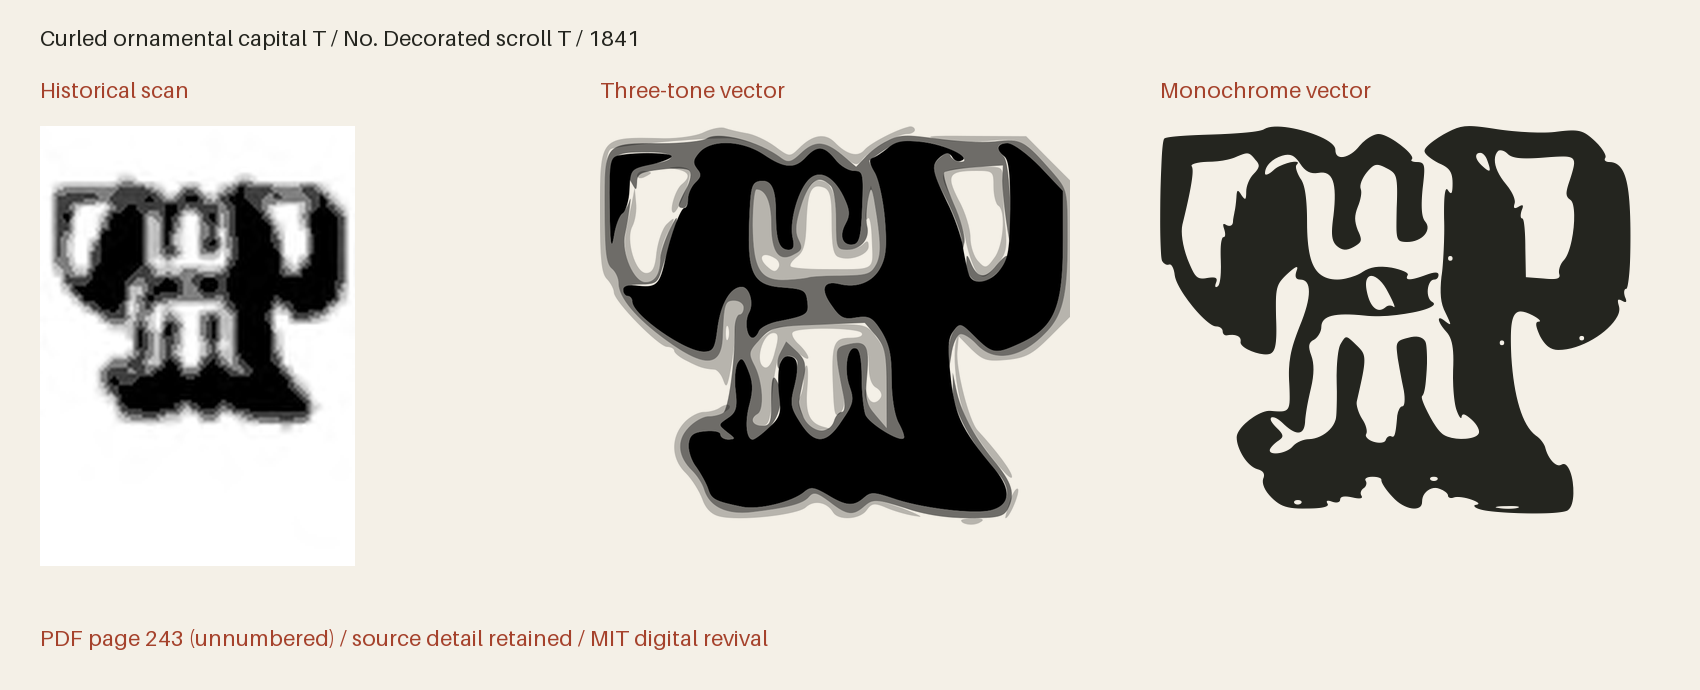 Curled ornamental capital T / No. Decorated scroll T / 1841
Historical scan
Three-tone vector
Monochrome vector
T
T
T
PDF page 243 (unnumbered) / source detail retained / MIT digital revival